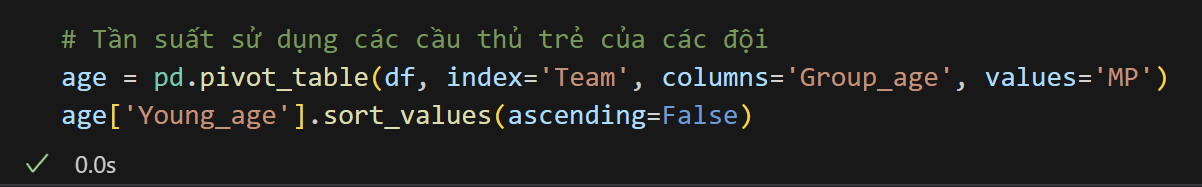 # Tần suất sử dụng các cầu thủ trẻ của các đội
age = pd.pivot_table(df, index='Team', columns='Group_age', values='MP')
age['Young_age'].sort_values(ascending=False)
0.0s